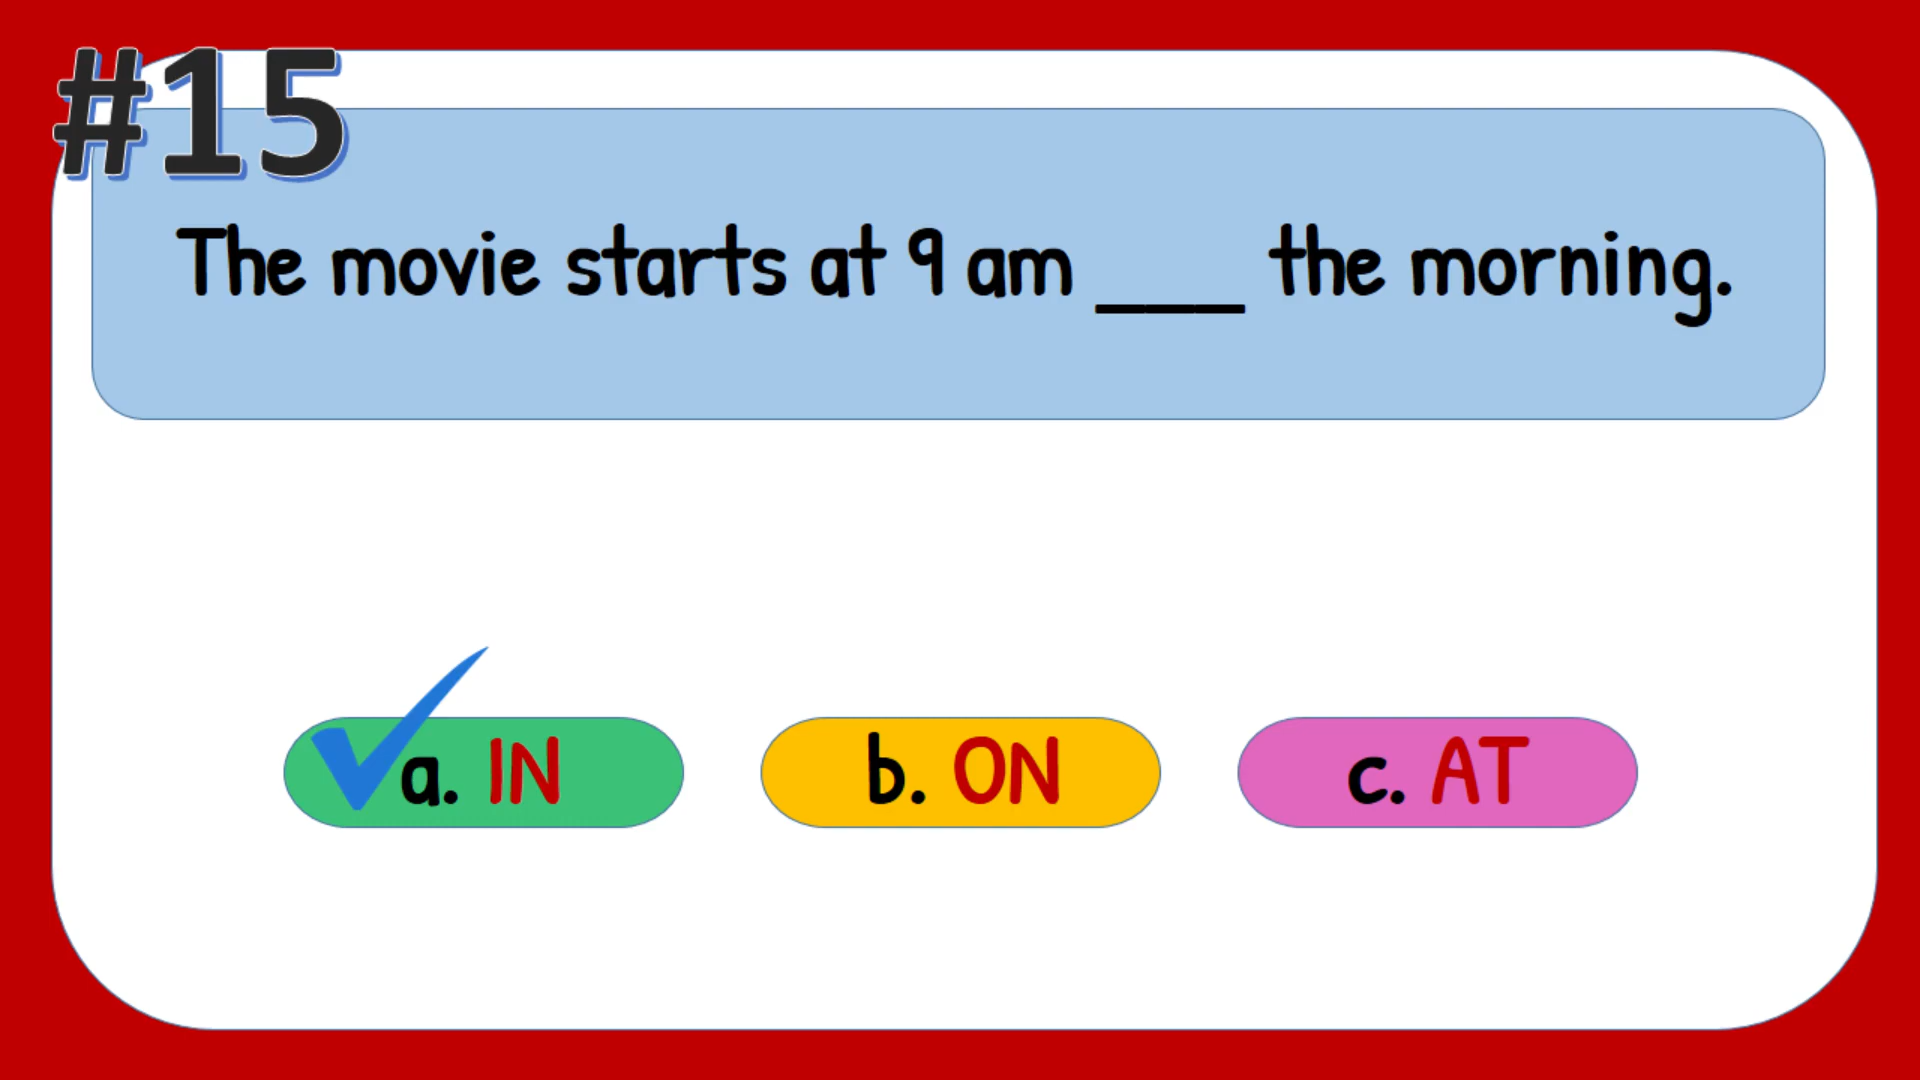 #15
The movie starts at 9 am ___ the morning.
a. IN
b. ON
c. AT